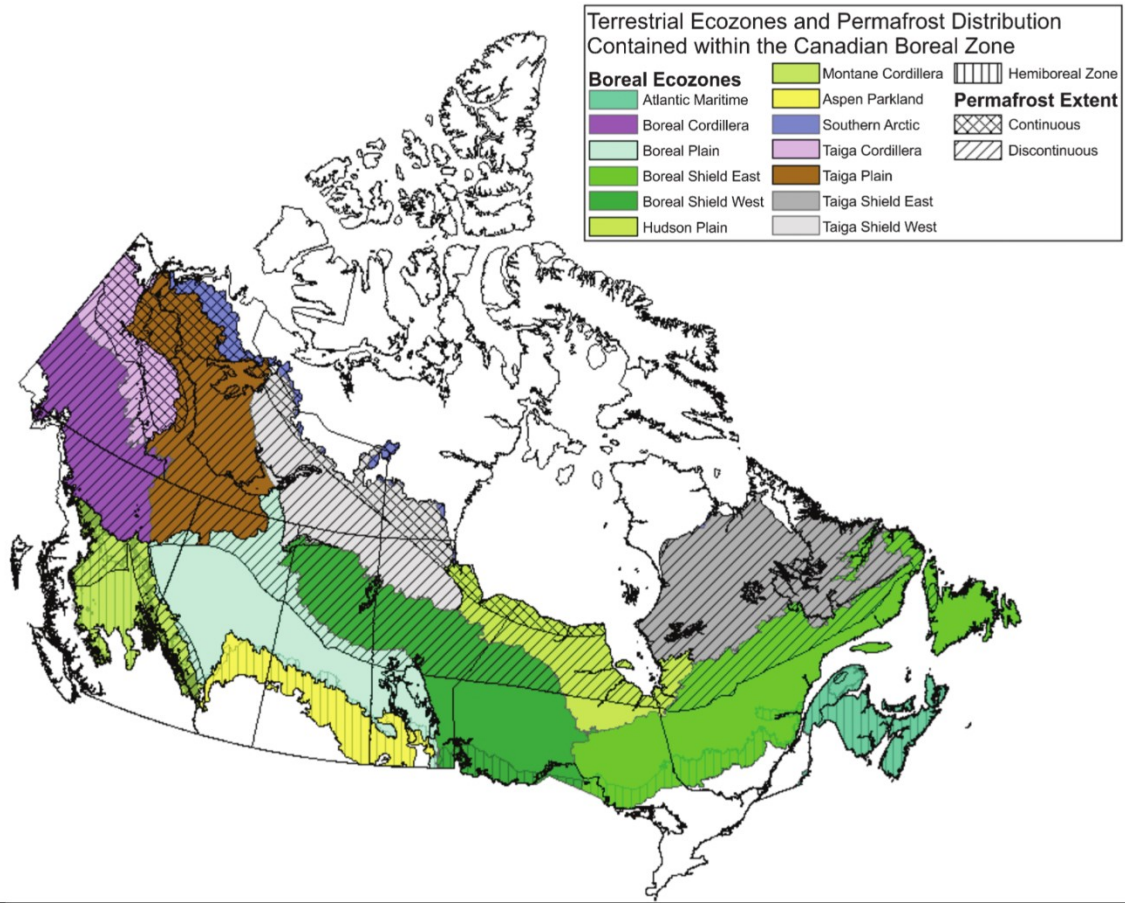 Terrestrial Ecozones and Permafrost Distribution
Contained within the Canadian Boreal Zone
Boreal Ecozones
Atlantic Maritime
Boreal Cordillera
Boreal Plain
Boreal Shield East
Boreal Shield West
Hudson Plain
Montane Cordillera
Aspen Parkland
Southern Arctic
Taiga Cordillera
Taiga Plain
Taiga Shield East
Taiga Shield West
Hemiboreal Zone
Permafrost Extent
Continuous
Discontinuous